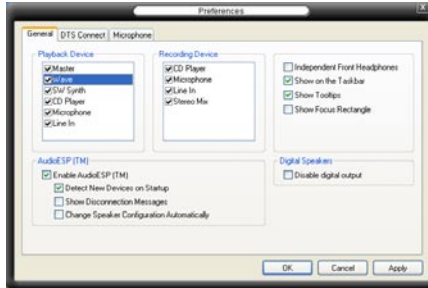 Preferences
General DTS Connect Microphone
Playback Device
Master
Wave
SW Synth
CD Player
Microphone
Line In
Recording Device
CD Player
Microphone
Line In
Stereo Mix
Independent Front Headphones
Show on the Taskbar
Show Tooltips
Show Focus Rectangle
AudioESP (TM)
Enable AudioESP (TM)
Detect New Devices on Startup
Show Disconnection Messages
Change Speaker Configuration Automatically
Digital Speakers
Disable digital output
OK Cancel Apply